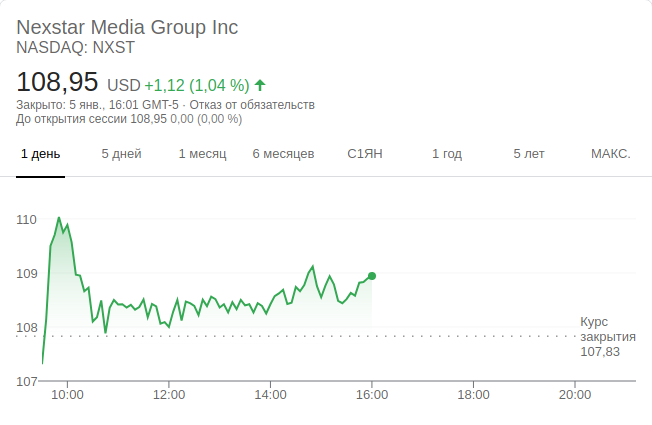 Nexstar Media Group Inc
NASDAQ: NXST
108,95 USD +1,12 (1,04 %)
Закрыто: 5 янв., 16:01 GMT-5 · Отказ от обязательств
До открытия сессии 108,95 0,00 (0,00 %)
1 день 5 дней 1 месяц 6 месяцев С1ЯН 1 год 5 лет МАКС.
110
109
108
Курс
закрытия
107,83
107
10:00 12:00 14:00 16:00 18:00 20:00